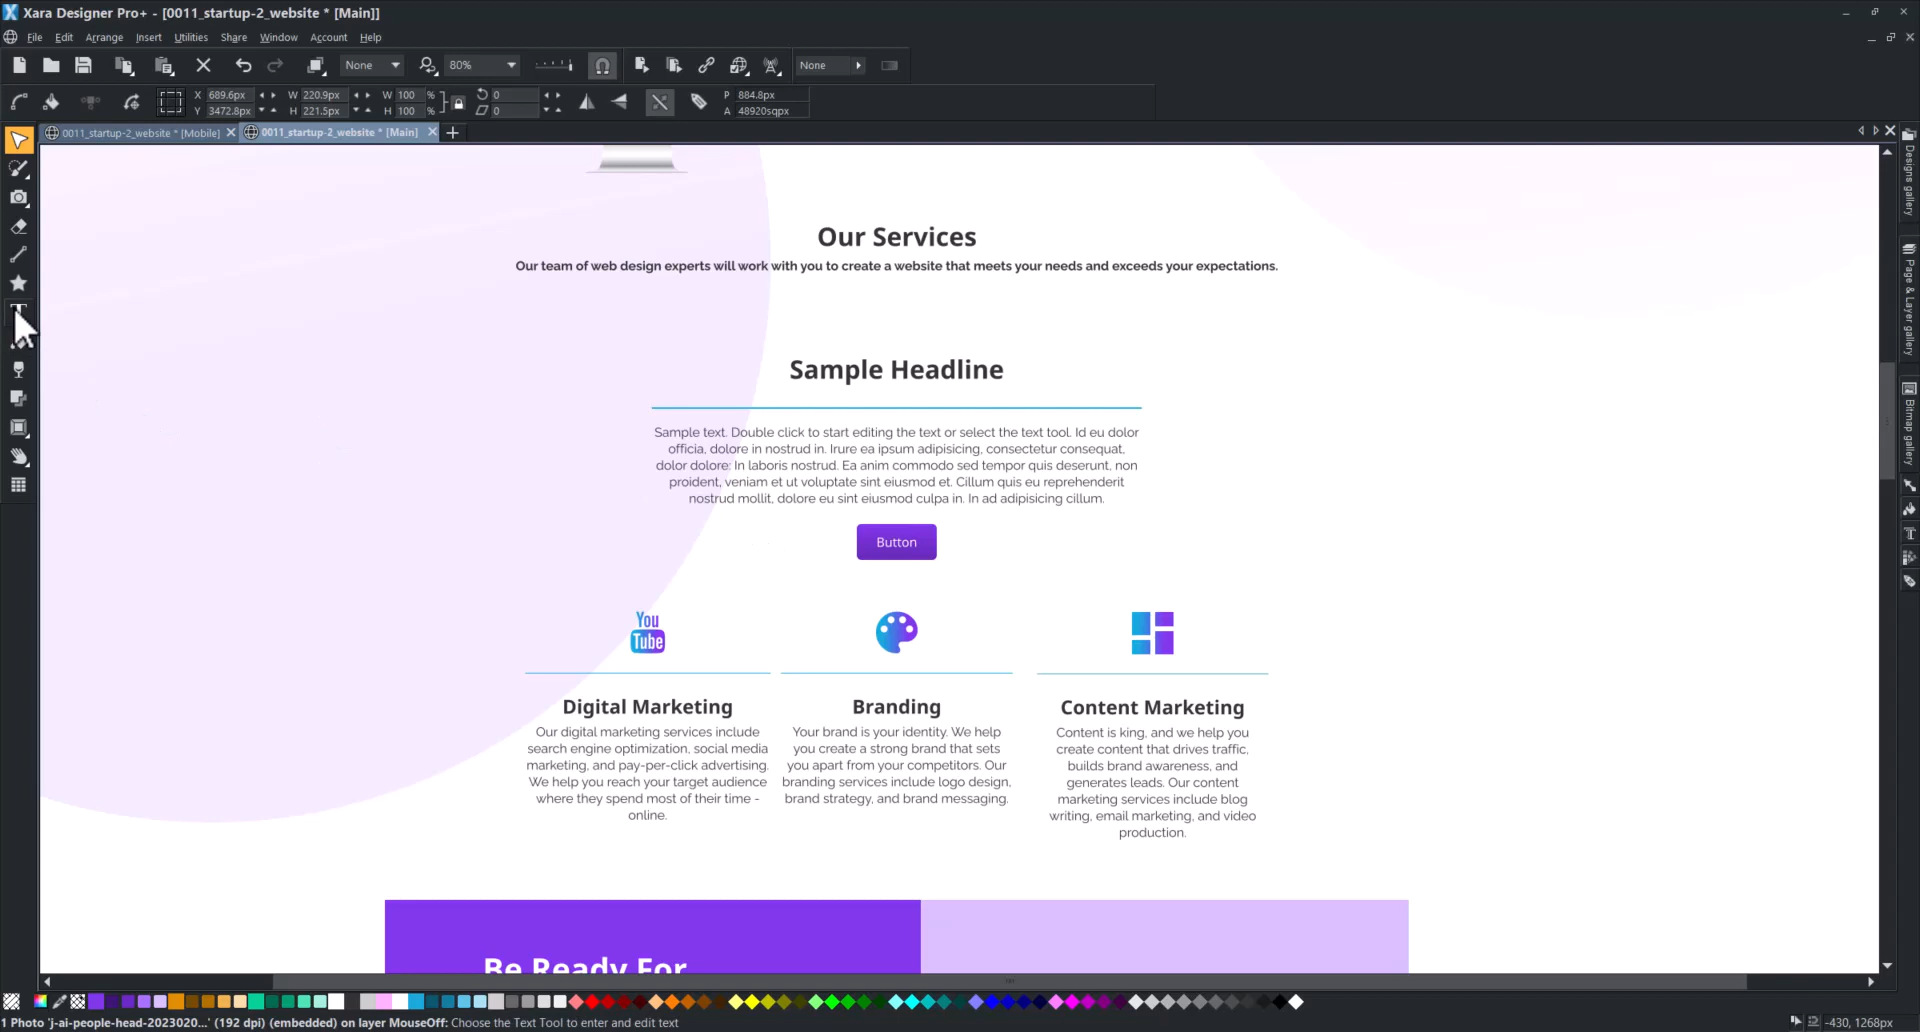 Xara Designer Pro+ - [0011_startup-2_website * [Main]]
File Edit Arrange Insert Utilities Share Window Account Help
None 80% None
X 689.6px W 220.9px W 100 % 0 P 884.8px
Y 3472.8px H 221.5px H 100 % 0 A 48920sqpx
0011_startup-2_website * [Mobile] 0011_startup-2_website * [Main]
Designs gallery
Page & Layer gallery
Bitmap gallery
Our Services
Our team of web design experts will work with you to create a website that meets your needs and exceeds your expectations.
Sample Headline
Sample text. Double click to start editing the text or select the text tool. Id eu dolor
officia, dolore in nostrud in. Irure ea ipsum adipisicing, consectetur consequat,
dolor dolore: In laboris nostrud. Ea anim commodo sed tempor quis deserunt, non
proident, veniam et ut voluptate sint eiusmod et. Cillum quis eu reprehenderit
nostrud mollit, dolore eu sint eiusmod culpa in. In ad adipisicing cillum.
Button
You
Tube
Digital Marketing
Our digital marketing services include
search engine optimization, social media
marketing, and pay-per-click advertising.
We help you reach your target audience
where they spend most of their time -
online.
Branding
Your brand is your identity. We help
you create a strong brand that sets
you apart from your competitors. Our
branding services include logo design,
brand strategy, and brand messaging.
Content Marketing
Content is king, and we help you
create content that drives traffic,
builds brand awareness, and
generates leads. Our content
marketing services include blog
writing, email marketing, and video
production.
Be Ready For
1 Photo 'j-ai-people-head-2023020...' (192 dpi) (embedded) on layer MouseOff: Choose the Text Tool to enter and edit text
-430, 1268px